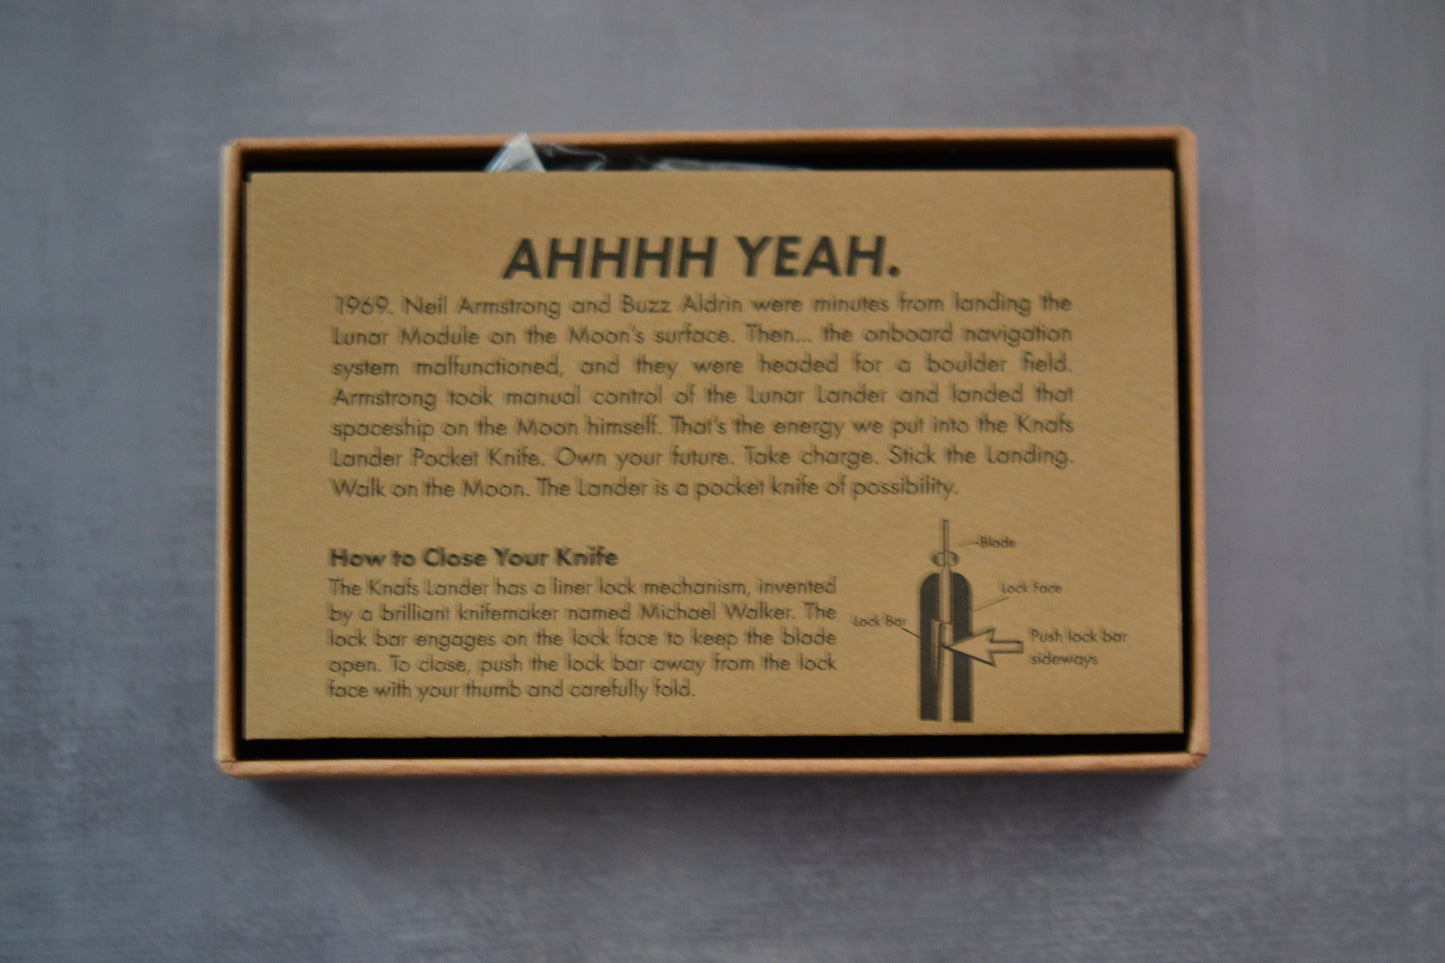 AHHHH YEAH.
1969. Neil Armstrong and Buzz Aldrin were minutes from landing the
Lunar Module on the Moon's surface. Then... the onboard navigation
system malfunctioned, and they were headed for a boulder field.
Armstrong took manual control of the Lunar Lander and landed that
spaceship on the Moon himself. That's the energy we put into the Knafs
Lander Pocket Knife. Own your future. Take charge. Stick the Landing.
Walk on the Moon. The Lander is a pocket knife of possibility.
How to Close Your Knife
The Knafs Lander has a liner lock mechanism, invented
by a brilliant knifemaker named Michael Walker. The
lock bar engages on the lock face to keep the blade
open. To close, push the lock bar away from the lock
face with your thumb and carefully fold.
Blade
Lock Face
Lock Bar
Push lock bar
sideways